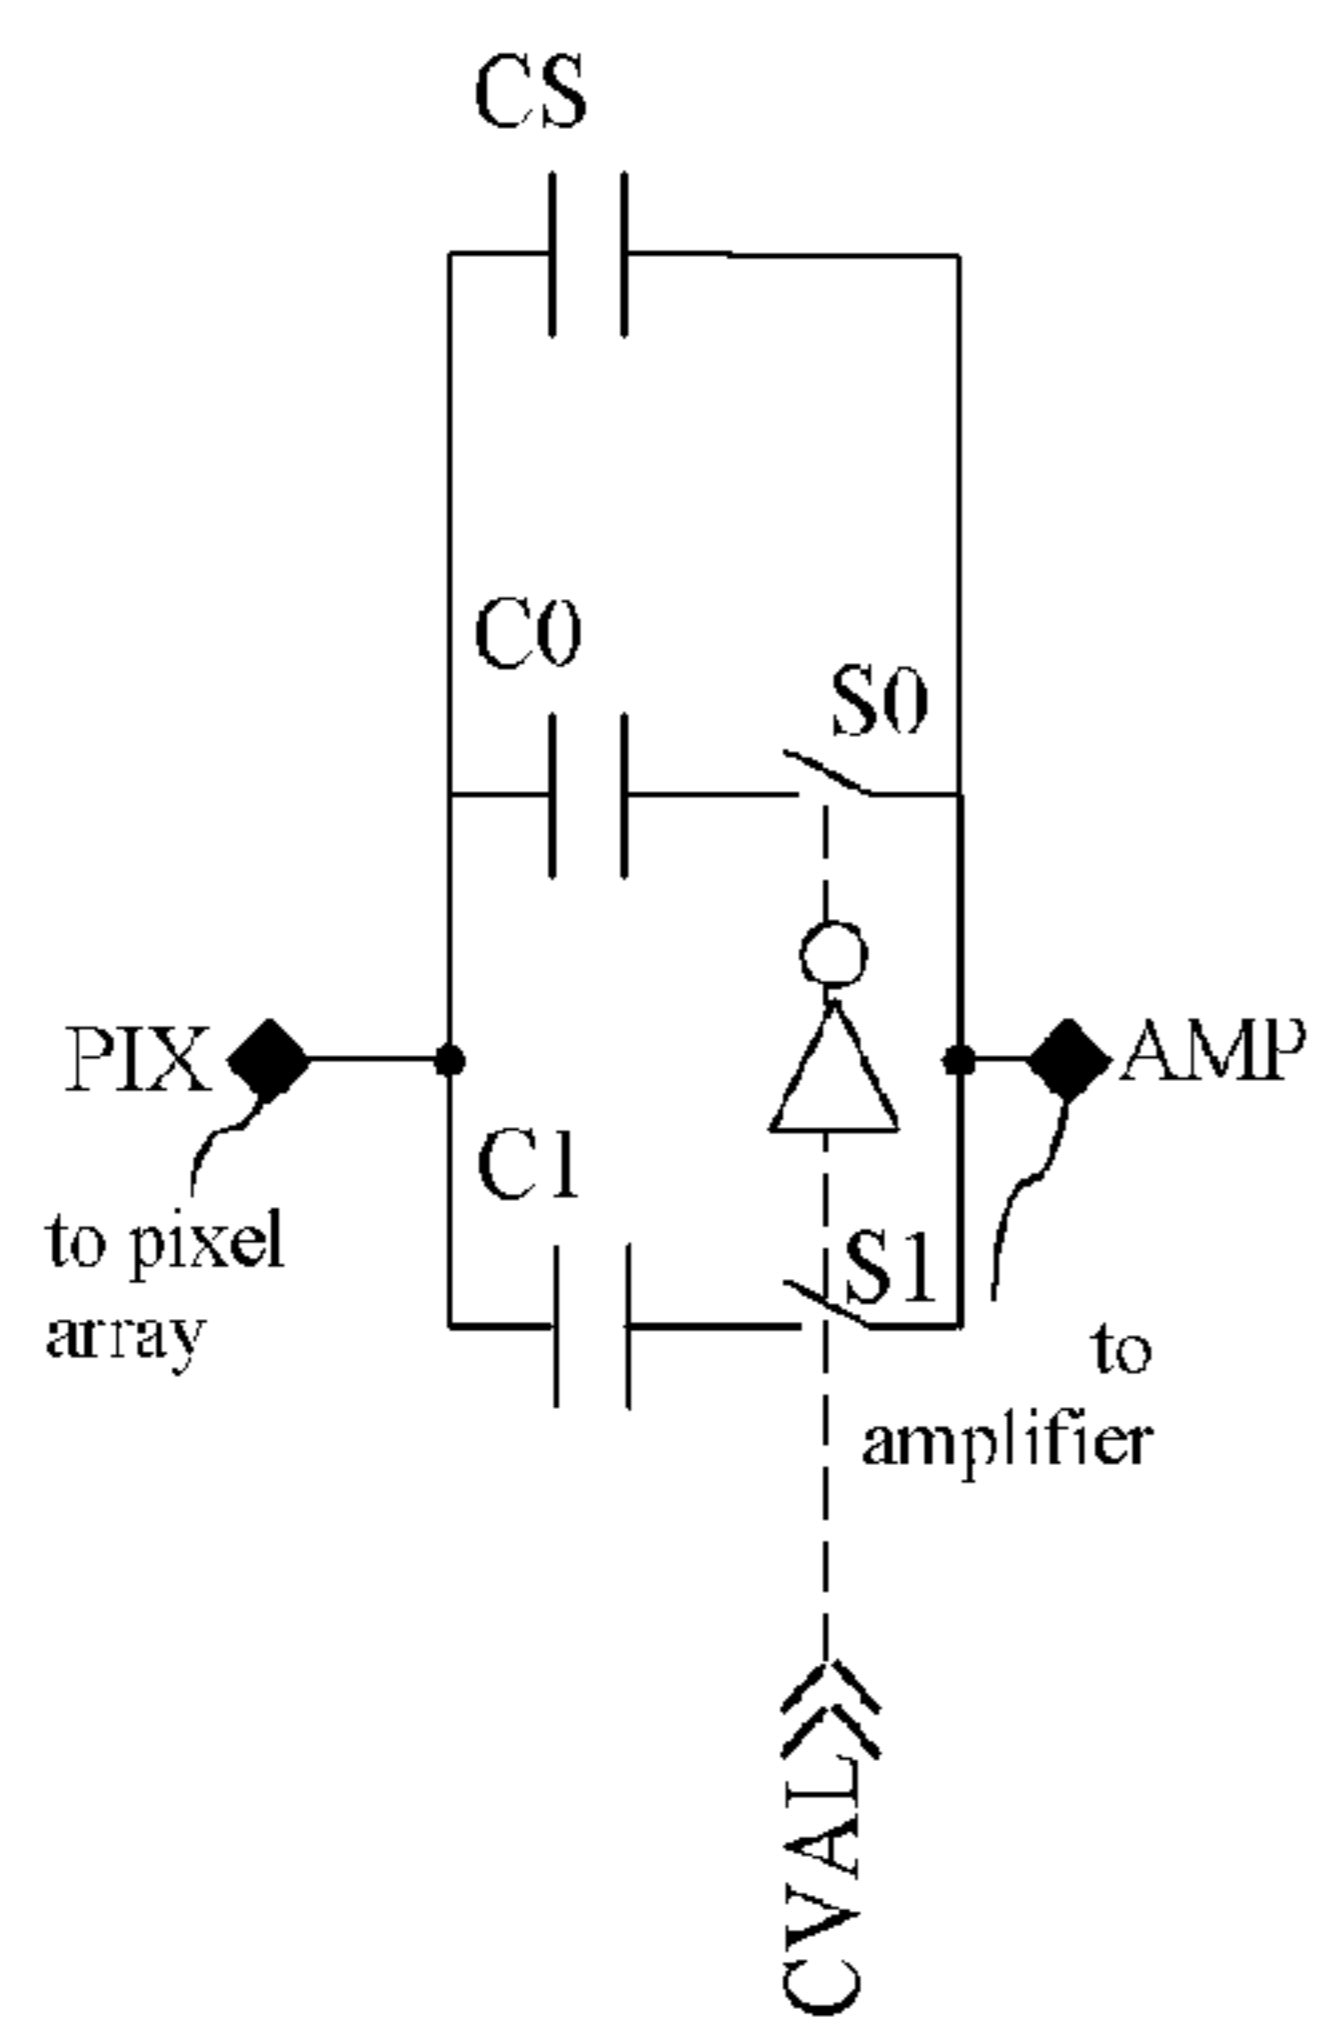 CS
C0
S0
PIX
AMP
C1
to pixel
array
S1
to
amplifier
CVAL